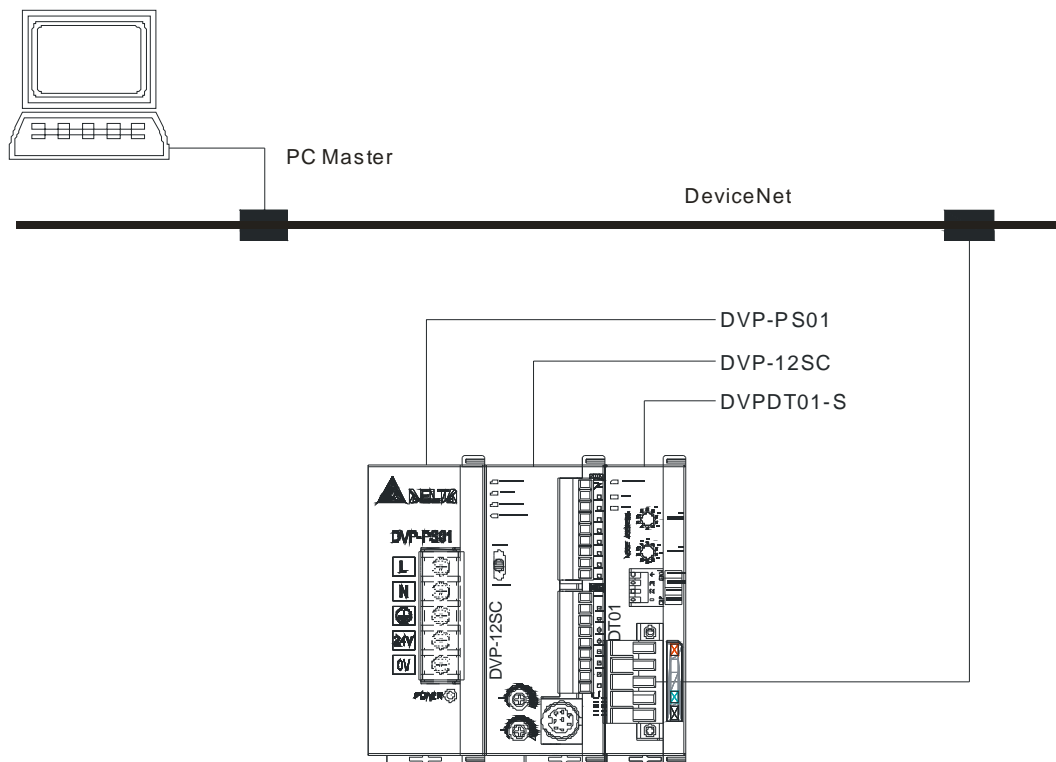 PC Master
DeviceNet
DVP-PS01
DVP-12SC
DVPDT01-S
DELTA
DVP-PS01
L
N
24V
0V
POWER
DVP-12SC
DT01